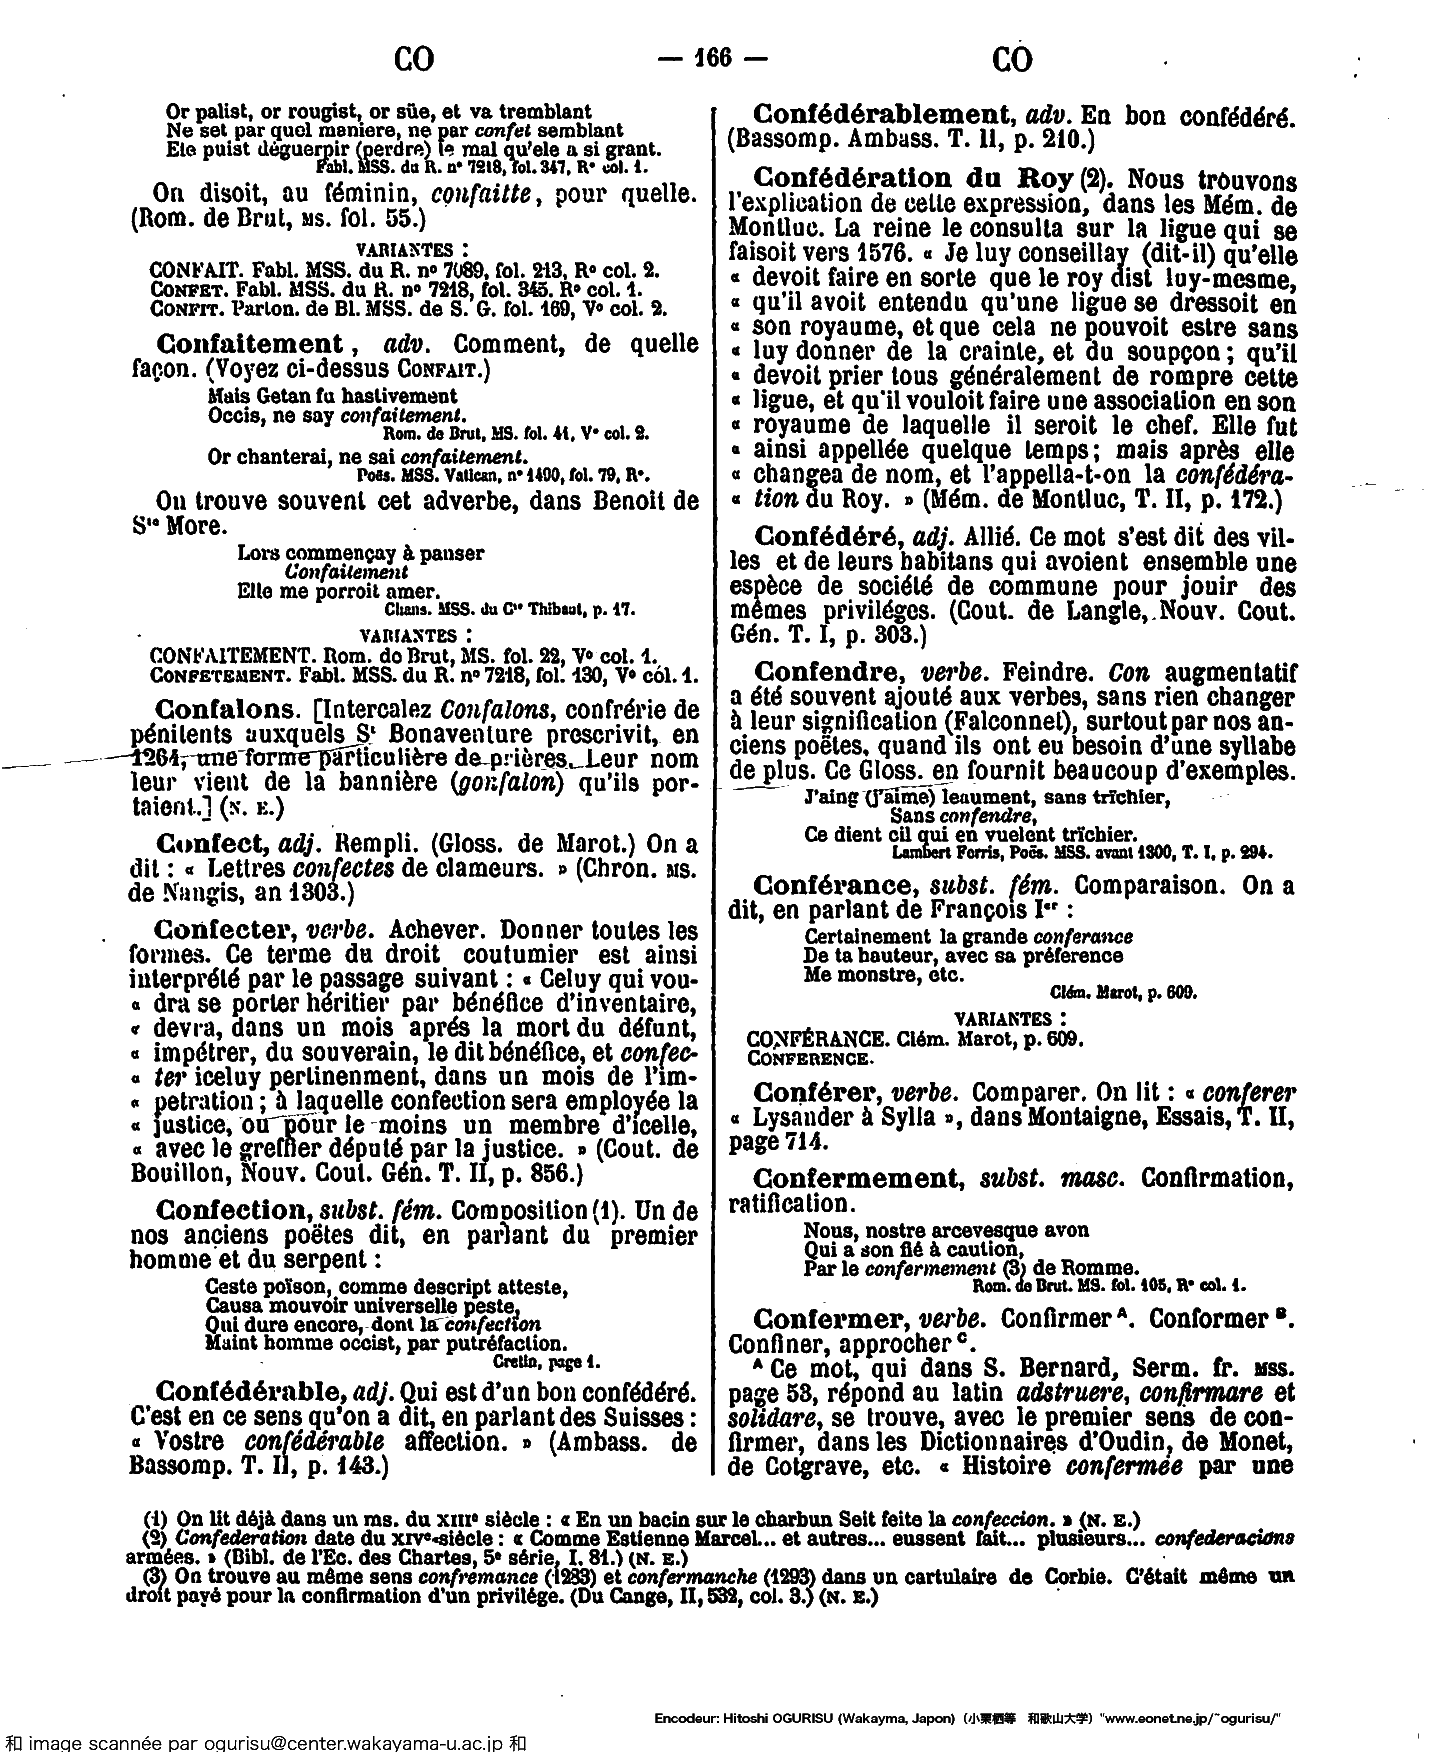 CO — 166 — CO
Or palist, or rougist, or süe, et va tremblant
Ne set par quel maniere, ne par confet semblant
Ele puist déguerpir (perdre) le mal qu'ele a si grant.
Fabl. MSS. du R. nº 7218, fol. 347, Rº col. 1.
On disoit, au féminin, confaitte, pour quelle.
(Rom. de Brut, MS. fol. 55.)
VARIANTES :
CONFAIT. Fabl. MSS. du R. nº 7089, fol. 213, Rº col. 2.
CONFET. Fabl. MSS. du R. nº 7218, fol. 345. Rº col. 1.
CONFIT. Parton. de Bl. MSS. de S. G. fol. 169, Vº col. 2.
Confaitement, adv. Comment, de quelle
façon. (Voyez ci-dessus CONFAIT.)
Mais Getan fu hastivement
Occis, ne say confaitement.
Rom. de Brut, MS. fol. 41, Vº col. 2.
Or chanterai, ne sai confaitement.
Poës. MSS. Vatican, nº 1490, fol. 79, Rº.
On trouve souvent cet adverbe, dans Benoit de
Ste More.
Lors commençay à panser
Confaitement
Elle me porroit amer.
Chans. MSS. du Cte Thibaut, p. 17.
VARIANTES :
CONFAITEMENT. Rom. do Brut, MS. fol. 22, Vº col. 1.
CONFETEMENT. Fabl. MSS. du R. nº 7218, fol. 130, Vº col. 1.
Confalons. [Intercalez Confalons, confrérie de
pénitents auxquels St Bonaventure prescrivit, en
1264, une forme particulière de prières. Leur nom
leur vient de la bannière (gonfalon) qu'ils por-
taient.] (N. E.)
Confect, adj. Rempli. (Gloss. de Marot.) On a
dit : « Lettres confectes de clameurs. » (Chron. MS.
de Nangis, an 1303.)
Confecter, verbe. Achever. Donner toutes les
formes. Ce terme du droit coutumier est ainsi
interprété par le passage suivant : « Celuy qui vou-
« dra se porter héritier par bénéfice d'inventaire,
« devra, dans un mois aprés la mort du défunt,
« impétrer, du souverain, le dit bénéfice, et confec-
« ter iceluy pertinenment, dans un mois de l'im-
« petration ; à laquelle confection sera employée la
« justice, ou pour le moins un membre d'icelle,
« avec le greffier député par la justice. » (Cout. de
Bouillon, Nouv. Cout. Gén. T. II, p. 856.)
Confection, subst. fém. Composition (1). Un de
nos anciens poëtes dit, en parlant du premier
homme et du serpent :
Ceste poïson, comme descript atteste,
Causa mouvoir universelle peste,
Qui dure encore, dont la confection
Maint homme occist, par putréfaction.
Cretin, page 1.
Confédérable, adj. Qui est d'un bon confédéré.
C'est en ce sens qu'on a dit, en parlant des Suisses :
« Vostre confédérable affection. » (Ambass. de
Bassomp. T. II, p. 143.)
Confédérablement, adv. En bon confédéré.
(Bassomp. Ambass. T. II, p. 210.)
Confédération du Roy (2). Nous trouvons
l'explication de cette expression, dans les Mém. de
Montluc. La reine le consulta sur la ligue qui se
faisoit vers 1576. « Je luy conseillay (dit-il) qu'elle
« devoit faire en sorte que le roy dist luy-mesme,
« qu'il avoit entendu qu'une ligue se dressoit en
« son royaume, et que cela ne pouvoit estre sans
« luy donner de la crainte, et du soupçon ; qu'il
« devoit prier tous généralement de rompre cette
« ligue, et qu'il vouloit faire une association en son
« royaume de laquelle il seroit le chef. Elle fut
« ainsi appellée quelque temps ; mais après elle
« changea de nom, et l'appella-t-on la confédéra-
« tion du Roy. » (Mém. de Montluc, T. II, p. 172.)
Confédéré, adj. Allié. Ce mot s'est dit des vil-
les et de leurs habitans qui avoient ensemble une
espèce de société de commune pour jouir des
mêmes priviléges. (Cout. de Langle, Nouv. Cout.
Gén. T. I, p. 303.)
Confendre, verbe. Feindre. Con augmentatif
a été souvent ajouté aux verbes, sans rien changer
à leur signification (Falconnet), surtout par nos an-
ciens poëtes, quand ils ont eu besoin d'une syllabe
de plus. Ce Gloss. en fournit beaucoup d'exemples.
J'aing (j'aime) leaument, sans trïchier,
Sans confendre,
Ce dient cil qui en vuelent trïchier.
Lambert Ferris, Poës. MSS. avant 1300, T. I, p. 294.
Conférance, subst. fém. Comparaison. On a
dit, en parlant de François Ier :
Certainement la grande conferance
De ta hauteur, avec sa préference
Me monstre, etc.
Clém. Marot, p. 609.
VARIANTES :
CONFÉRANCE. Clém. Marot, p. 609.
CONFERENCE.
Conférer, verbe. Comparer. On lit : « conferer
« Lysander à Sylla », dans Montaigne, Essais, T. II,
page 714.
Confermement, subst. masc. Confirmation,
ratification.
Nous, nostre arcevesque avon
Qui a son fié à caution,
Par le confermement (3) de Romme.
Rom. de Brut. MS. fol. 105, Rº col. 1.
Confermer, verbe. Confirmer A. Conformer B.
Confiner, approcher C.
A Ce mot, qui dans S. Bernard, Serm. fr. MSS.
page 53, répond au latin adstruere, confirmare et
solidare, se trouve, avec le premier sens de con-
firmer, dans les Dictionnaires d'Oudin, de Monet,
de Cotgrave, etc. « Histoire confermée par une
(1) On lit déjà dans un ms. du XIIIe siècle : « En un bacin sur le charbun Seit feite la confeccion. » (N. E.)
(2) Confederation date du XIVe siècle : « Comme Estienne Marcel... et autres... eussent fait... plusieurs... confederacions
armées. » (Bibl. de l'Ec. des Chartes, 5e série, I. 81.) (N. E.)
(3) On trouve au même sens confremance (1283) et confermanche (1293) dans un cartulaire de Corbie. C'était même un
droit payé pour la confirmation d'un privilége. (Du Cange, II, 532, col. 3.) (N. E.)
Encodeur: Hitoshi OGURISU (Wakayma, Japon) (小栗栖等 和歌山大学) "www.eonet.ne.jp/~ogurisu/"
和 image scannée par ogurisu@center.wakayama-u.ac.jp 和